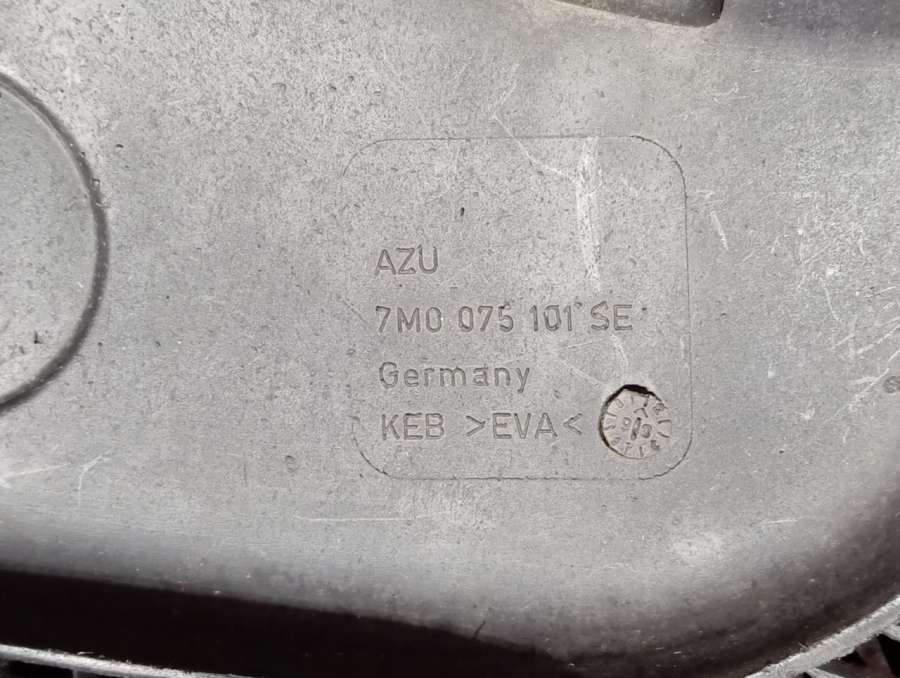 AZU
7M0 075 101 SE
Germany
KEB >EVA<